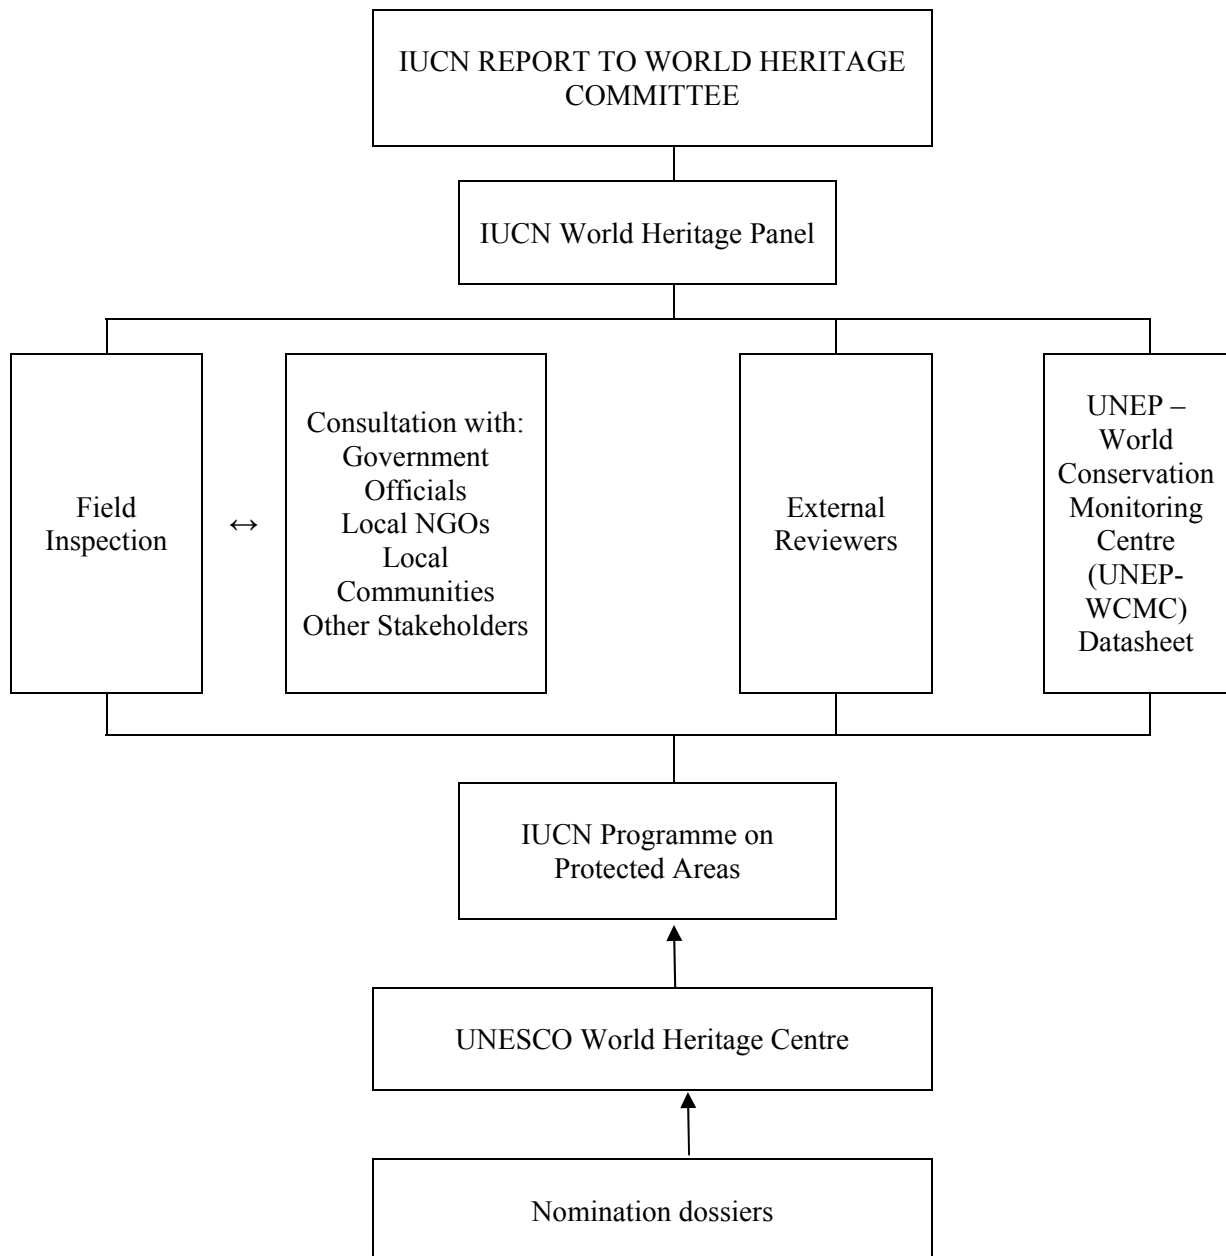 IUCN REPORT TO WORLD HERITAGE
COMMITTEE
IUCN World Heritage Panel
Field
Inspection
↔
Consultation with:
Government
Officials
Local NGOs
Local
Communities
Other Stakeholders
External
Reviewers
UNEP –
World
Conservation
Monitoring
Centre
(UNEP-
WCMC)
Datasheet
IUCN Programme on
Protected Areas
UNESCO World Heritage Centre
Nomination dossiers